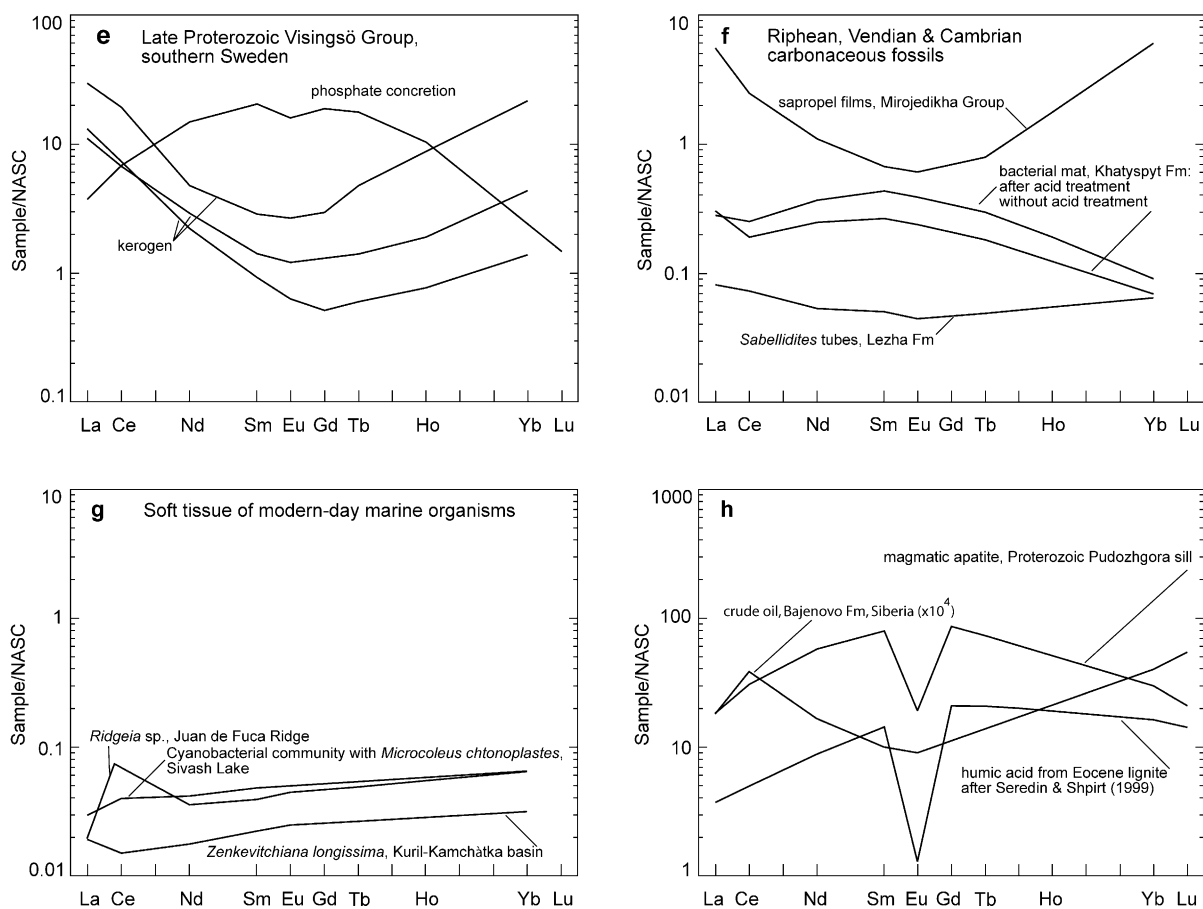 e Late Proterozoic Visingsö Group,
southern Sweden
phosphate concretion
kerogen
100
10
1
0.1
Sample/NASC
La Ce Nd Sm Eu Gd Tb Ho Yb Lu
f Riphean, Vendian & Cambrian
carbonaceous fossils
sapropel films, Mirojedikha Group
bacterial mat, Khatyspyt Fm:
after acid treatment
without acid treatment
Sabellidites tubes, Lezha Fm
10
1
0.1
0.01
Sample/NASC
La Ce Nd Sm Eu Gd Tb Ho Yb Lu
g Soft tissue of modern-day marine organisms
Ridgeia sp., Juan de Fuca Ridge
Cyanobacterial community with Microcoleus chtonoplastes,
Sivash Lake
Zenkevitchiana longissima, Kuril-Kamchàtka basin
10
1
0.1
0.01
Sample/NASC
La Ce Nd Sm Eu Gd Tb Ho Yb Lu
h
magmatic apatite, Proterozoic Pudozhgora sill
crude oil, Bajenovo Fm, Siberia (x10⁴)
humic acid from Eocene lignite
after Seredin & Shpirt (1999)
1000
100
10
1
Sample/NASC
La Ce Nd Sm Eu Gd Tb Ho Yb Lu